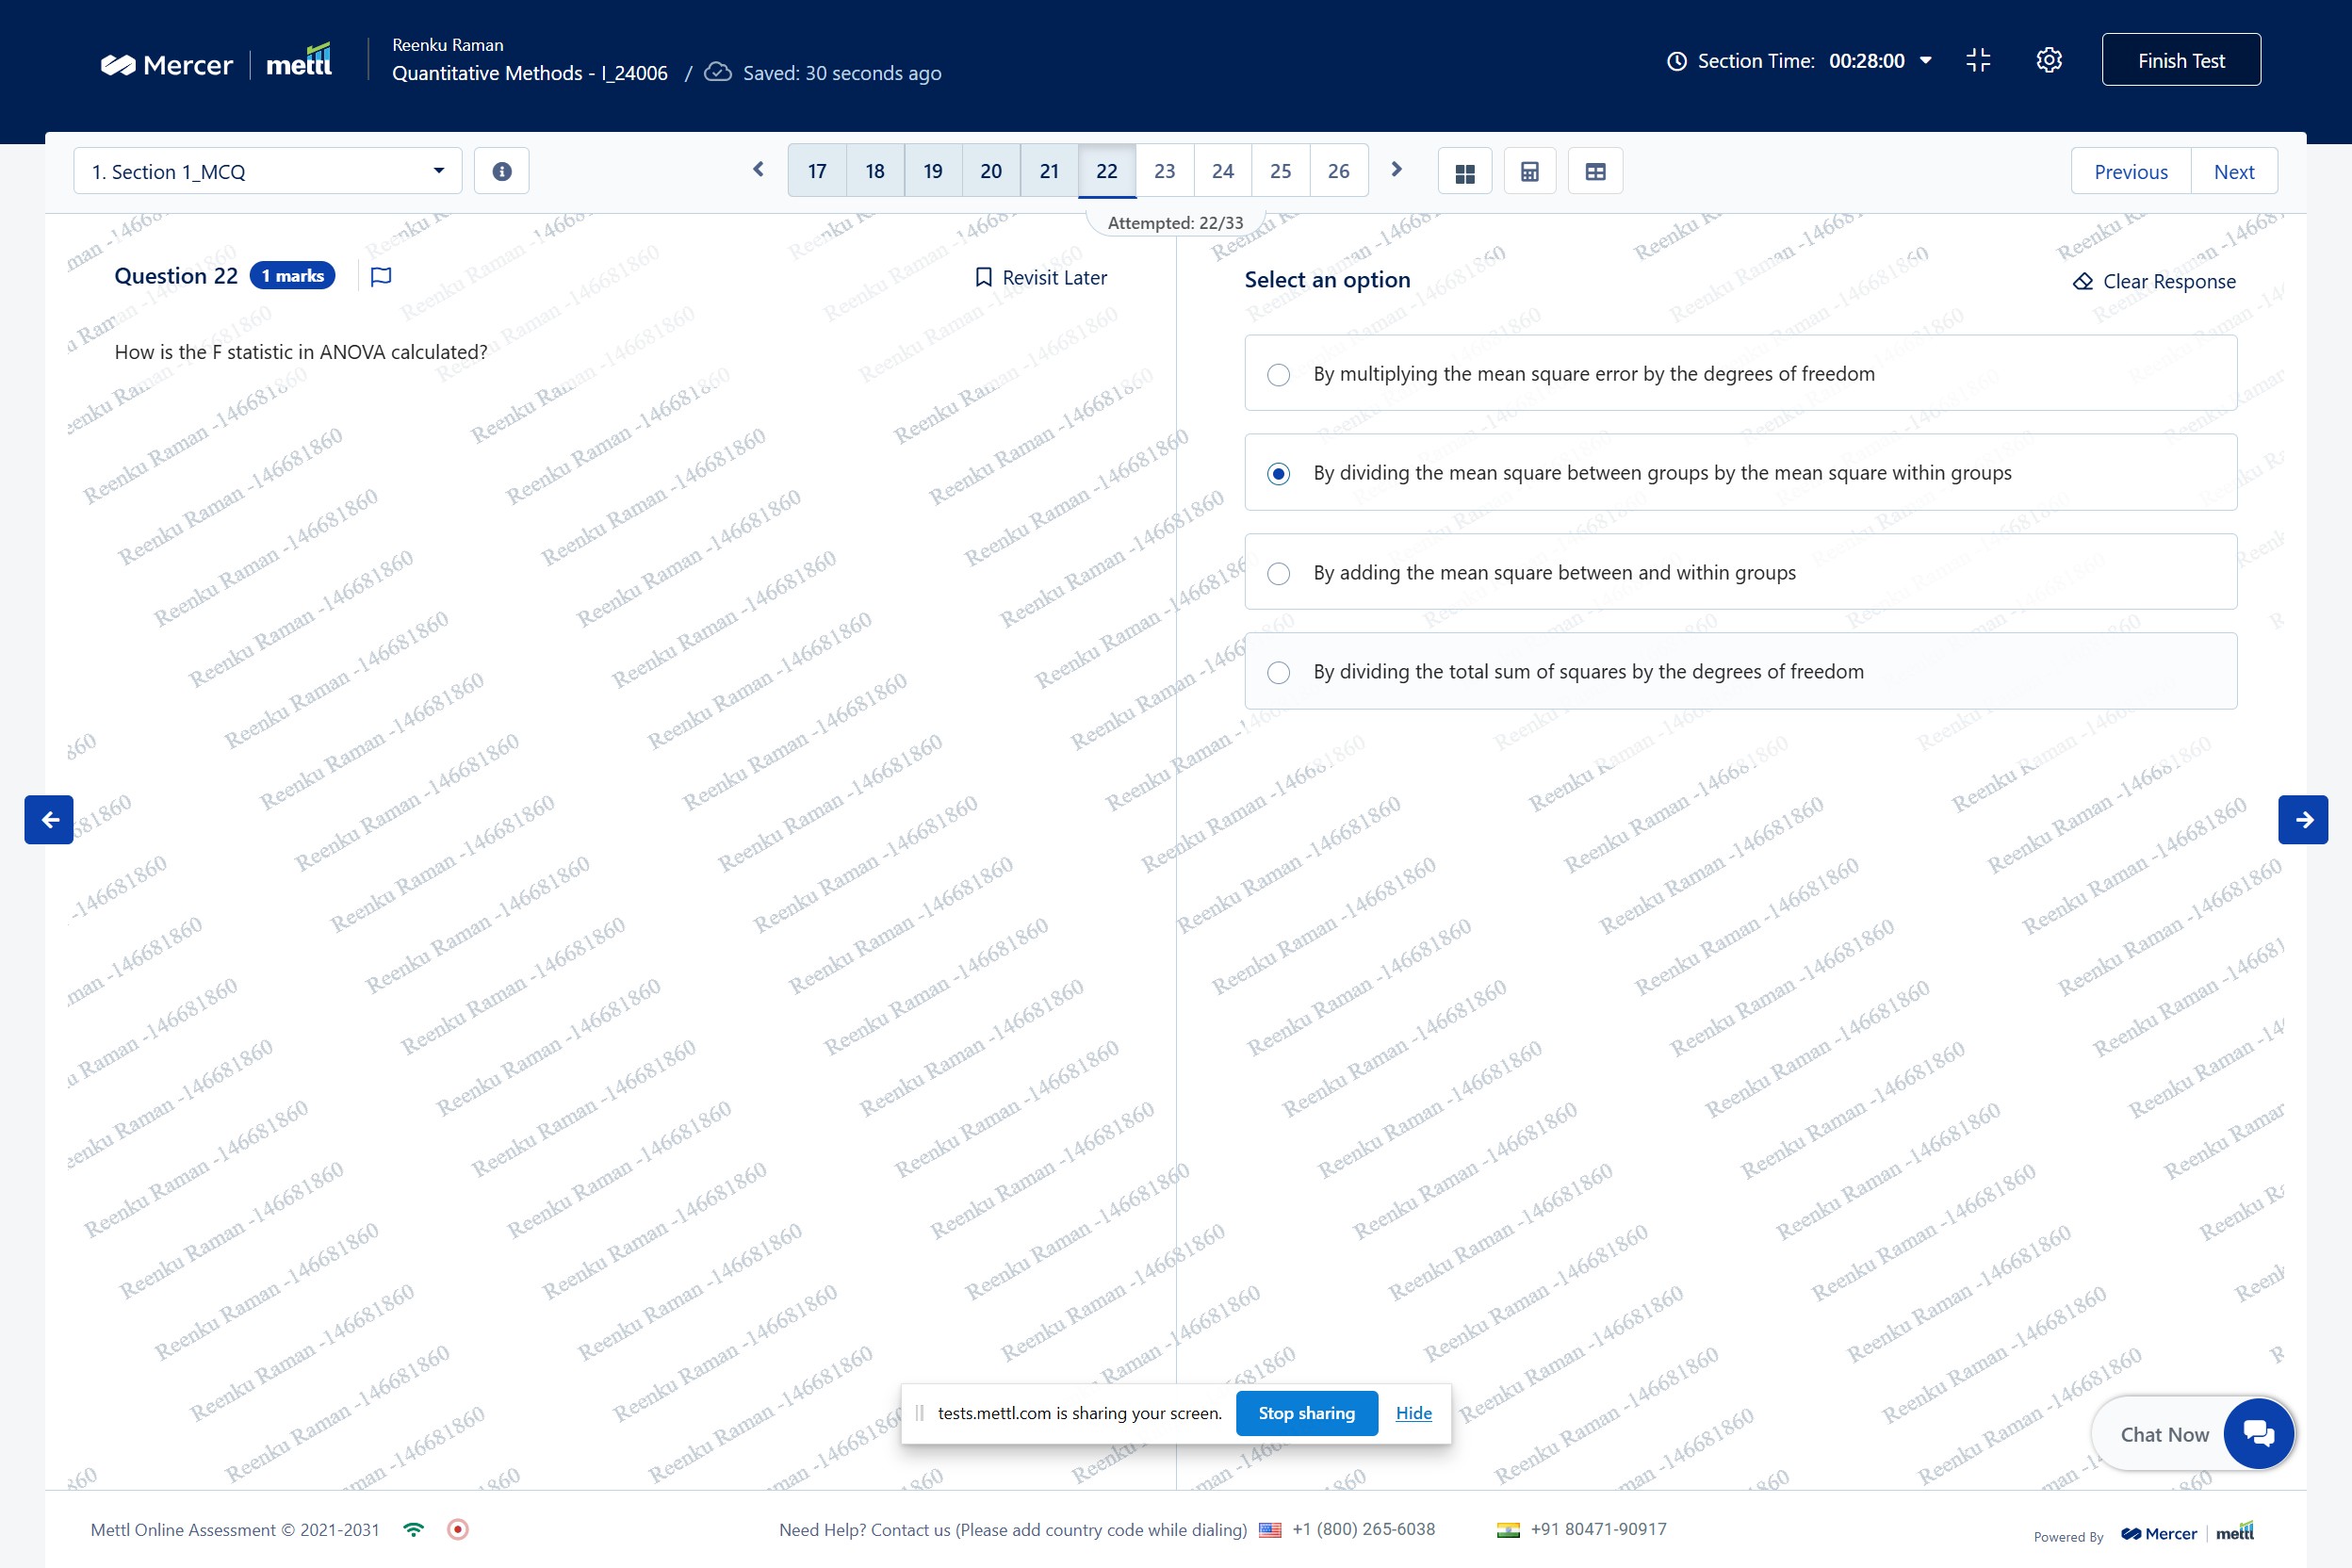 Mercer | mettl
Reenku Raman
Quantitative Methods - I_24006 / Saved: 30 seconds ago
Section Time: 00:28:00
Finish Test
1. Section 1_MCQ
17 18 19 20 21 22 23 24 25 26
Previous Next
Attempted: 22/33
Question 22 1 marks
Revisit Later
How is the F statistic in ANOVA calculated?
Select an option
Clear Response
By multiplying the mean square error by the degrees of freedom
By dividing the mean square between groups by the mean square within groups
By adding the mean square between and within groups
By dividing the total sum of squares by the degrees of freedom
Reenku Raman -146681860
tests.mettl.com is sharing your screen. Stop sharing Hide
Chat Now
Mettl Online Assessment © 2021-2031
Need Help? Contact us (Please add country code while dialing) +1 (800) 265-6038 +91 80471-90917
Powered By Mercer | mettl